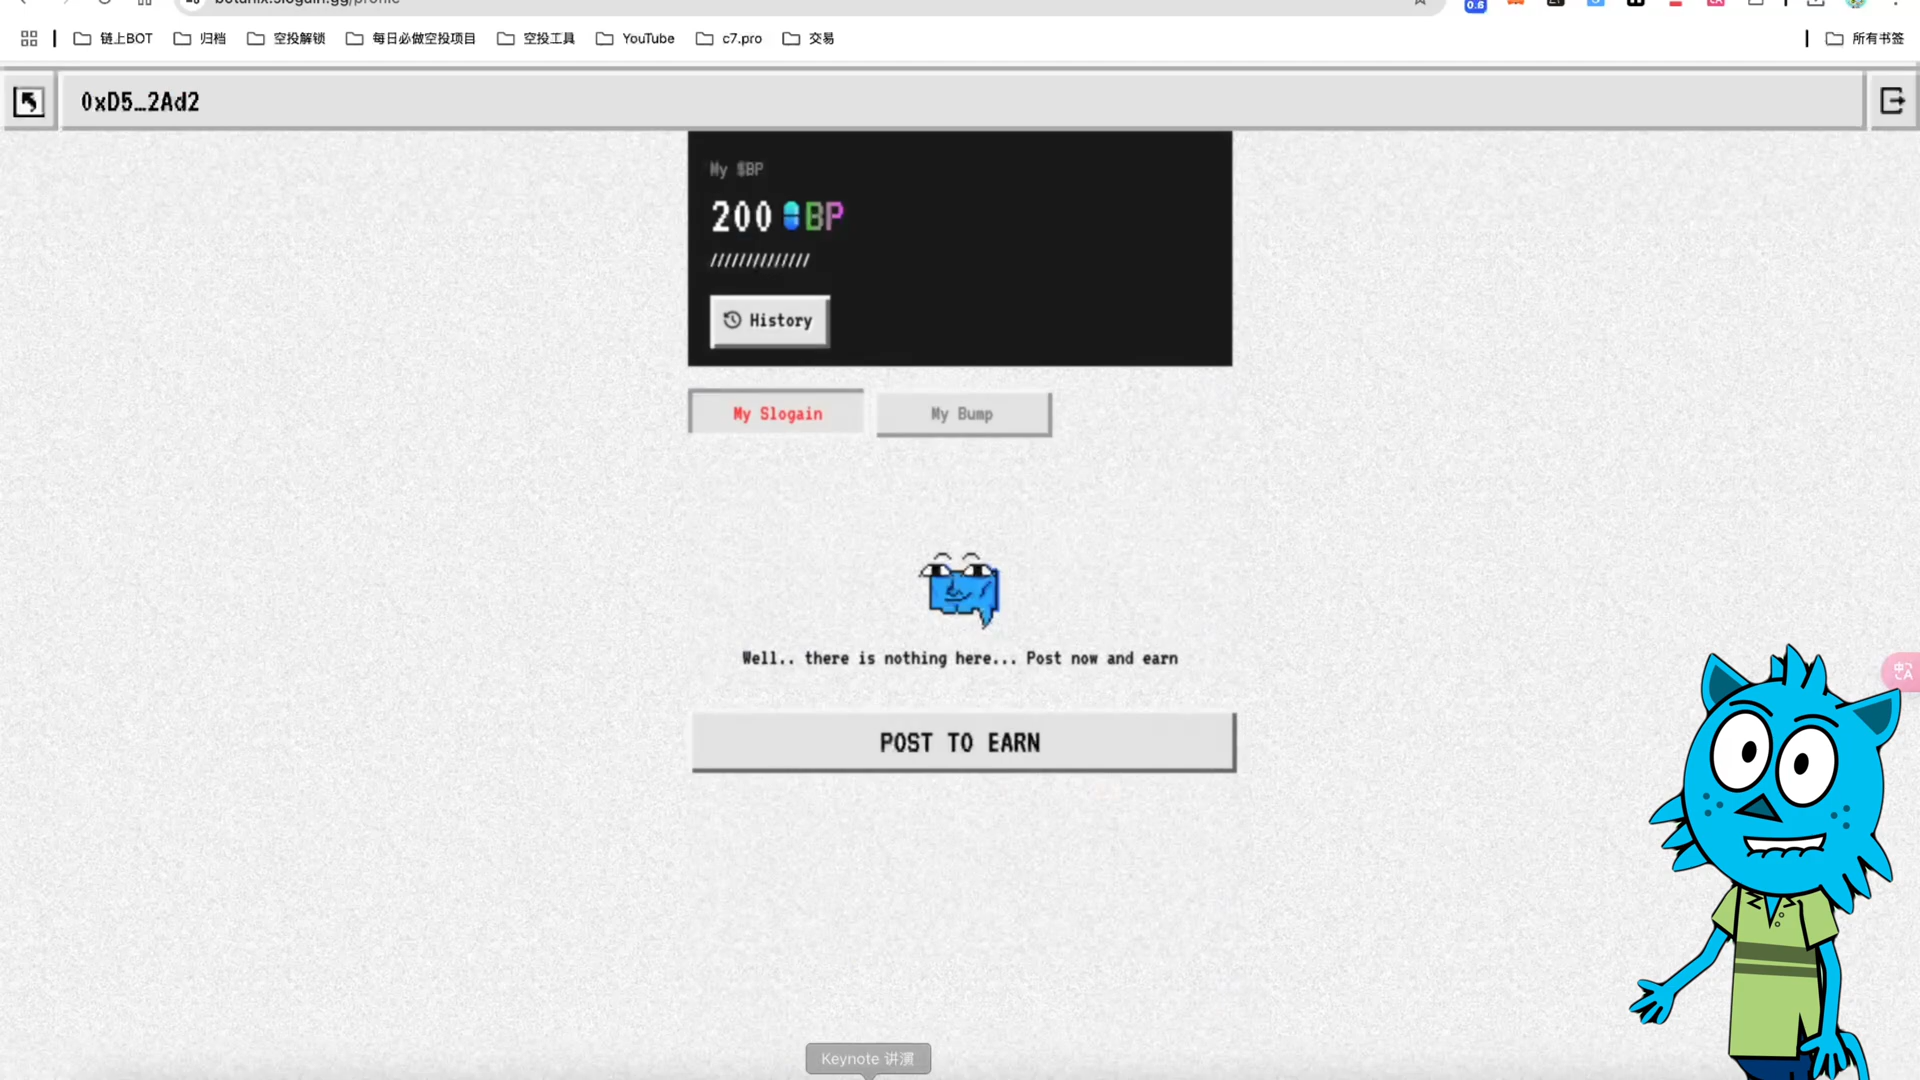 链上BOT 归档 空投解锁 每日必做空投项目 空投工具 YouTube c7.pro 交易 所有书签
0xD5…2Ad2
My $BP
200 BP
//////////////
History
My Slogain My Bump
Well.. there is nothing here... Post now and earn
POST TO EARN
Keynote 讲演